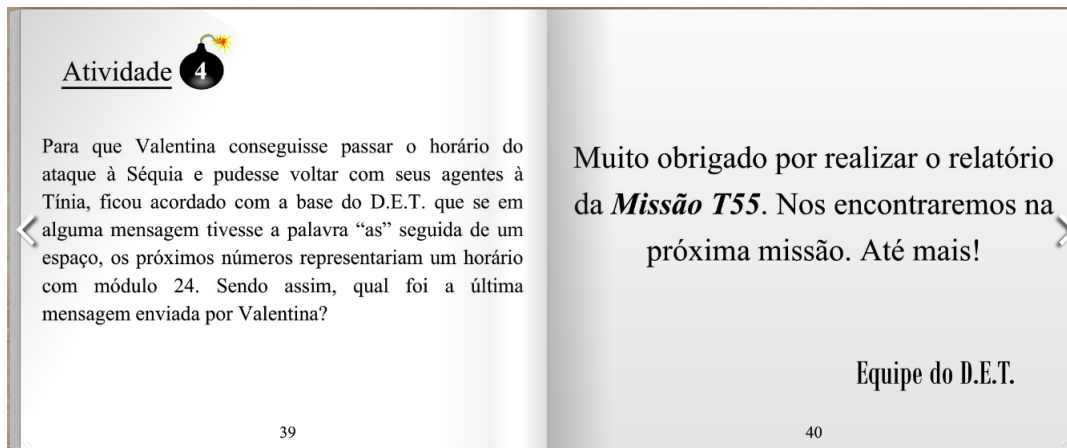 Atividade 4
Para que Valentina conseguisse passar o horário do
ataque à Séquia e pudesse voltar com seus agentes à
Tínia, ficou acordado com a base do D.E.T. que se em
alguma mensagem tivesse a palavra “as” seguida de um
espaço, os próximos números representariam um horário
com módulo 24. Sendo assim, qual foi a última
mensagem enviada por Valentina?
39
Muito obrigado por realizar o relatório
da Missão T55. Nos encontraremos na
próxima missão. Até mais!
Equipe do D.E.T.
40